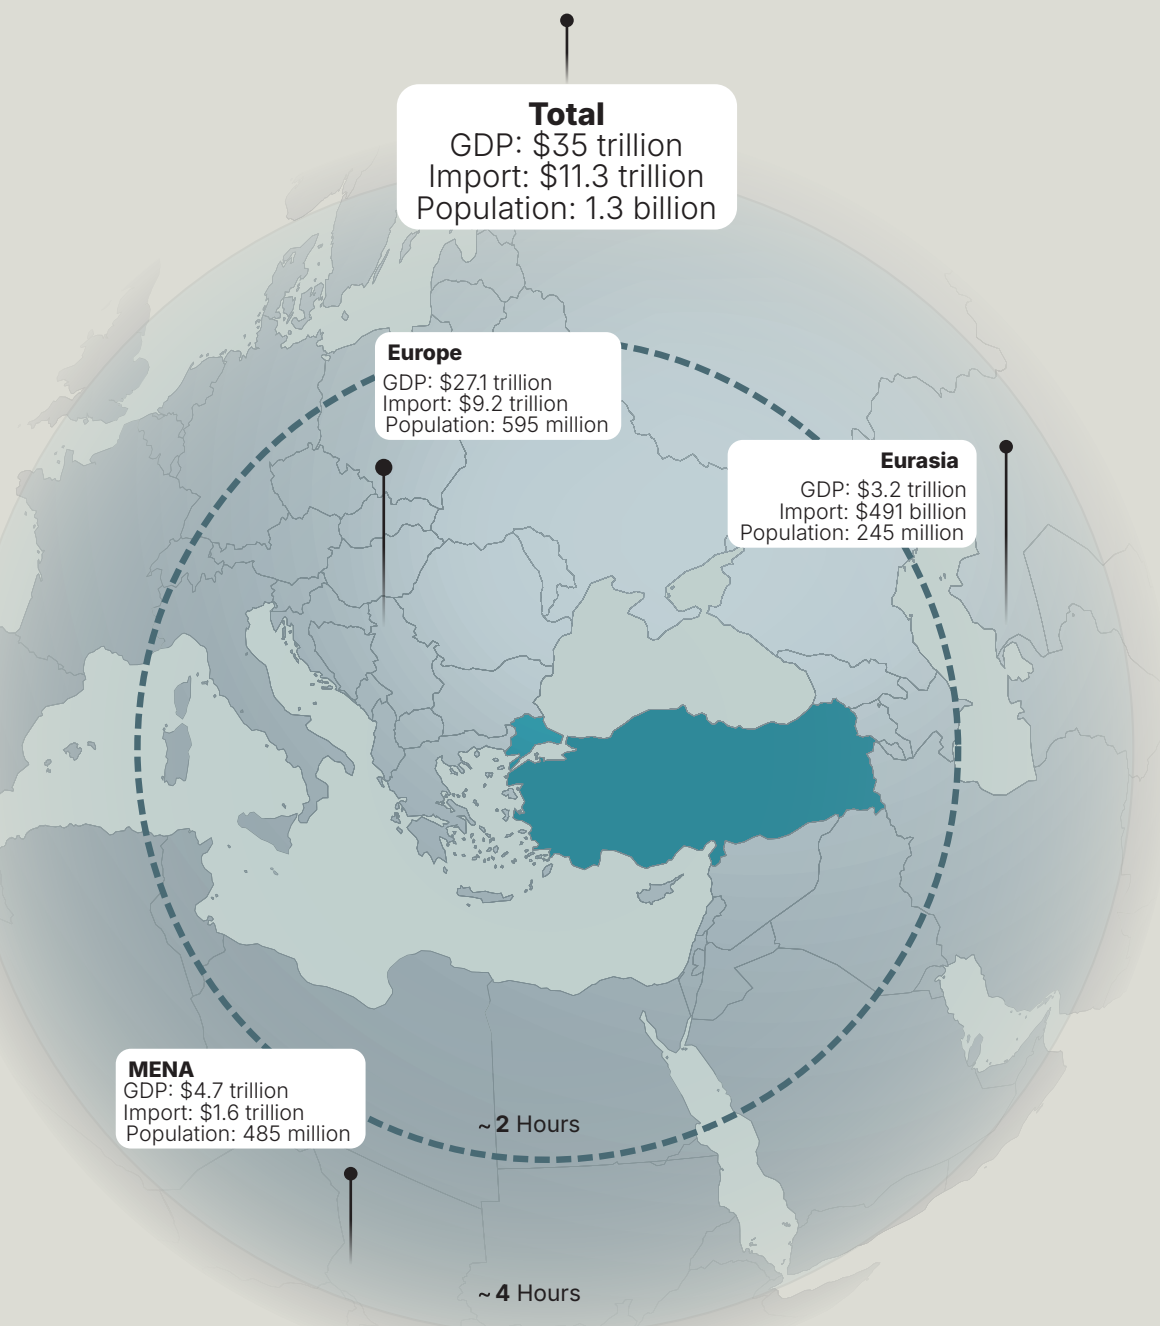 Total
GDP: $35 trillion
Import: $11.3 trillion
Population: 1.3 billion
Europe
GDP: $27.1 trillion
Import: $9.2 trillion
Population: 595 million
Eurasia
GDP: $3.2 trillion
Import: $491 billion
Population: 245 million
MENA
GDP: $4.7 trillion
Import: $1.6 trillion
Population: 485 million
~ 2 Hours
~ 4 Hours